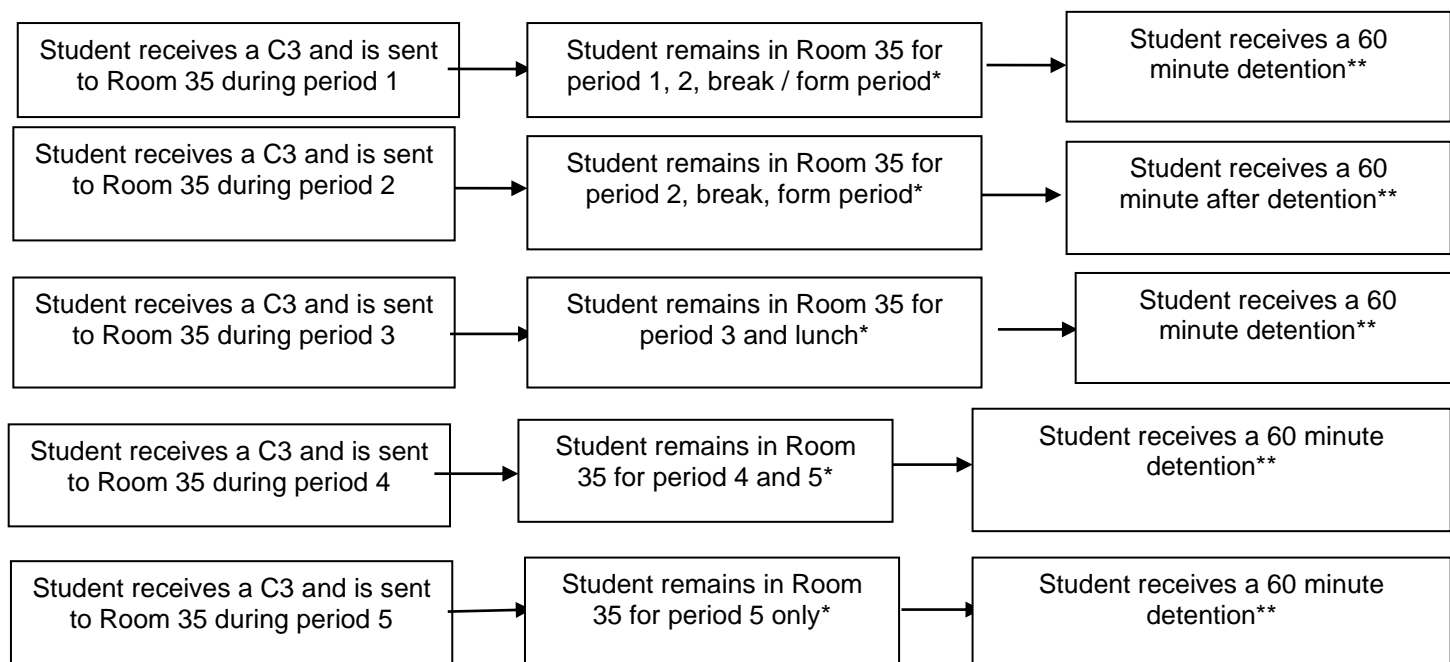 Student receives a C3 and is sent
to Room 35 during period 1
Student remains in Room 35 for
period 1, 2, break / form period*
Student receives a 60
minute detention**
Student receives a C3 and is sent
to Room 35 during period 2
Student remains in Room 35 for
period 2, break, form period*
Student receives a 60
minute after detention**
Student receives a C3 and is sent
to Room 35 during period 3
Student remains in Room 35 for
period 3 and lunch*
Student receives a 60
minute detention**
Student receives a C3 and is sent
to Room 35 during period 4
Student remains in Room
35 for period 4 and 5*
Student receives a 60 minute
detention**
Student receives a C3 and is sent
to Room 35 during period 5
Student remains in Room
35 for period 5 only*
Student receives a 60 minute
detention**